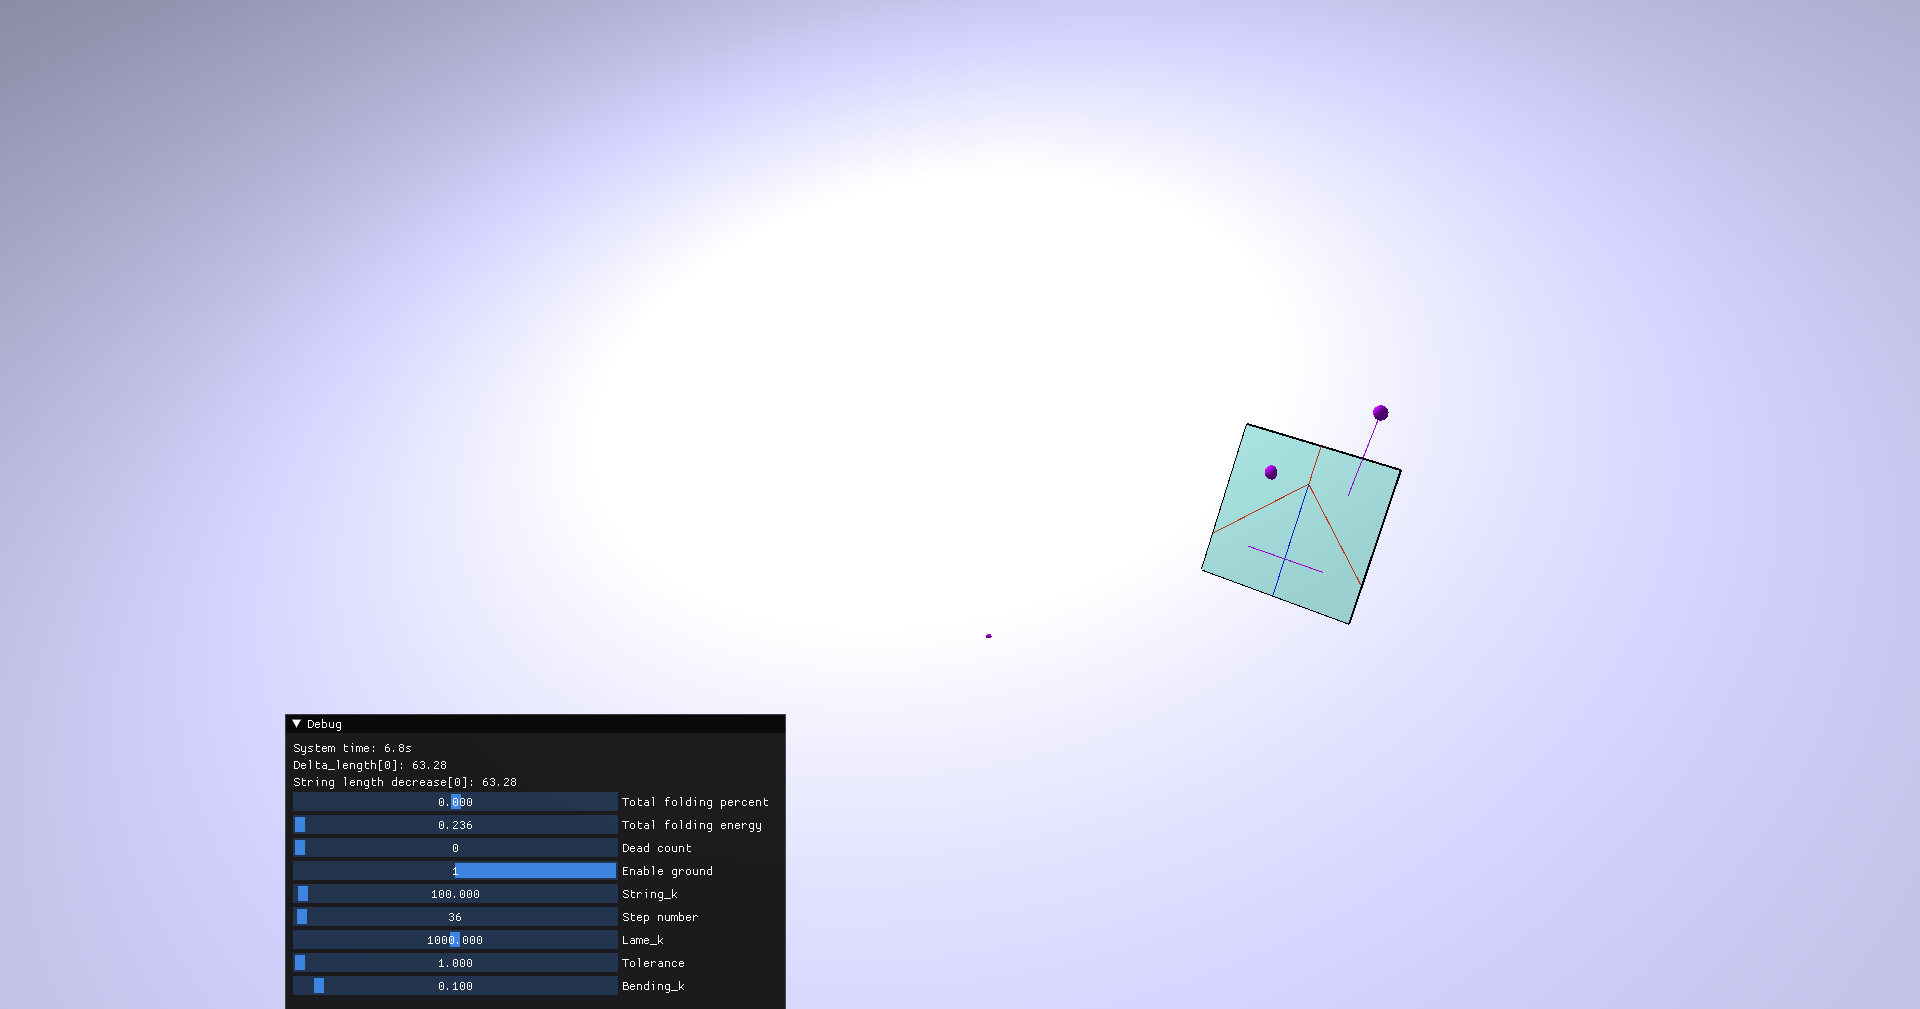 Debug
System time: 6.8s
Delta_length[0]: 63.28
String length decrease[0]: 63.28
0.000 Total folding percent
0.236 Total folding energy
0 Dead count
1 Enable ground
100.000 String_k
36 Step number
1000.000 Lame_k
1.000 Tolerance
0.100 Bending_k